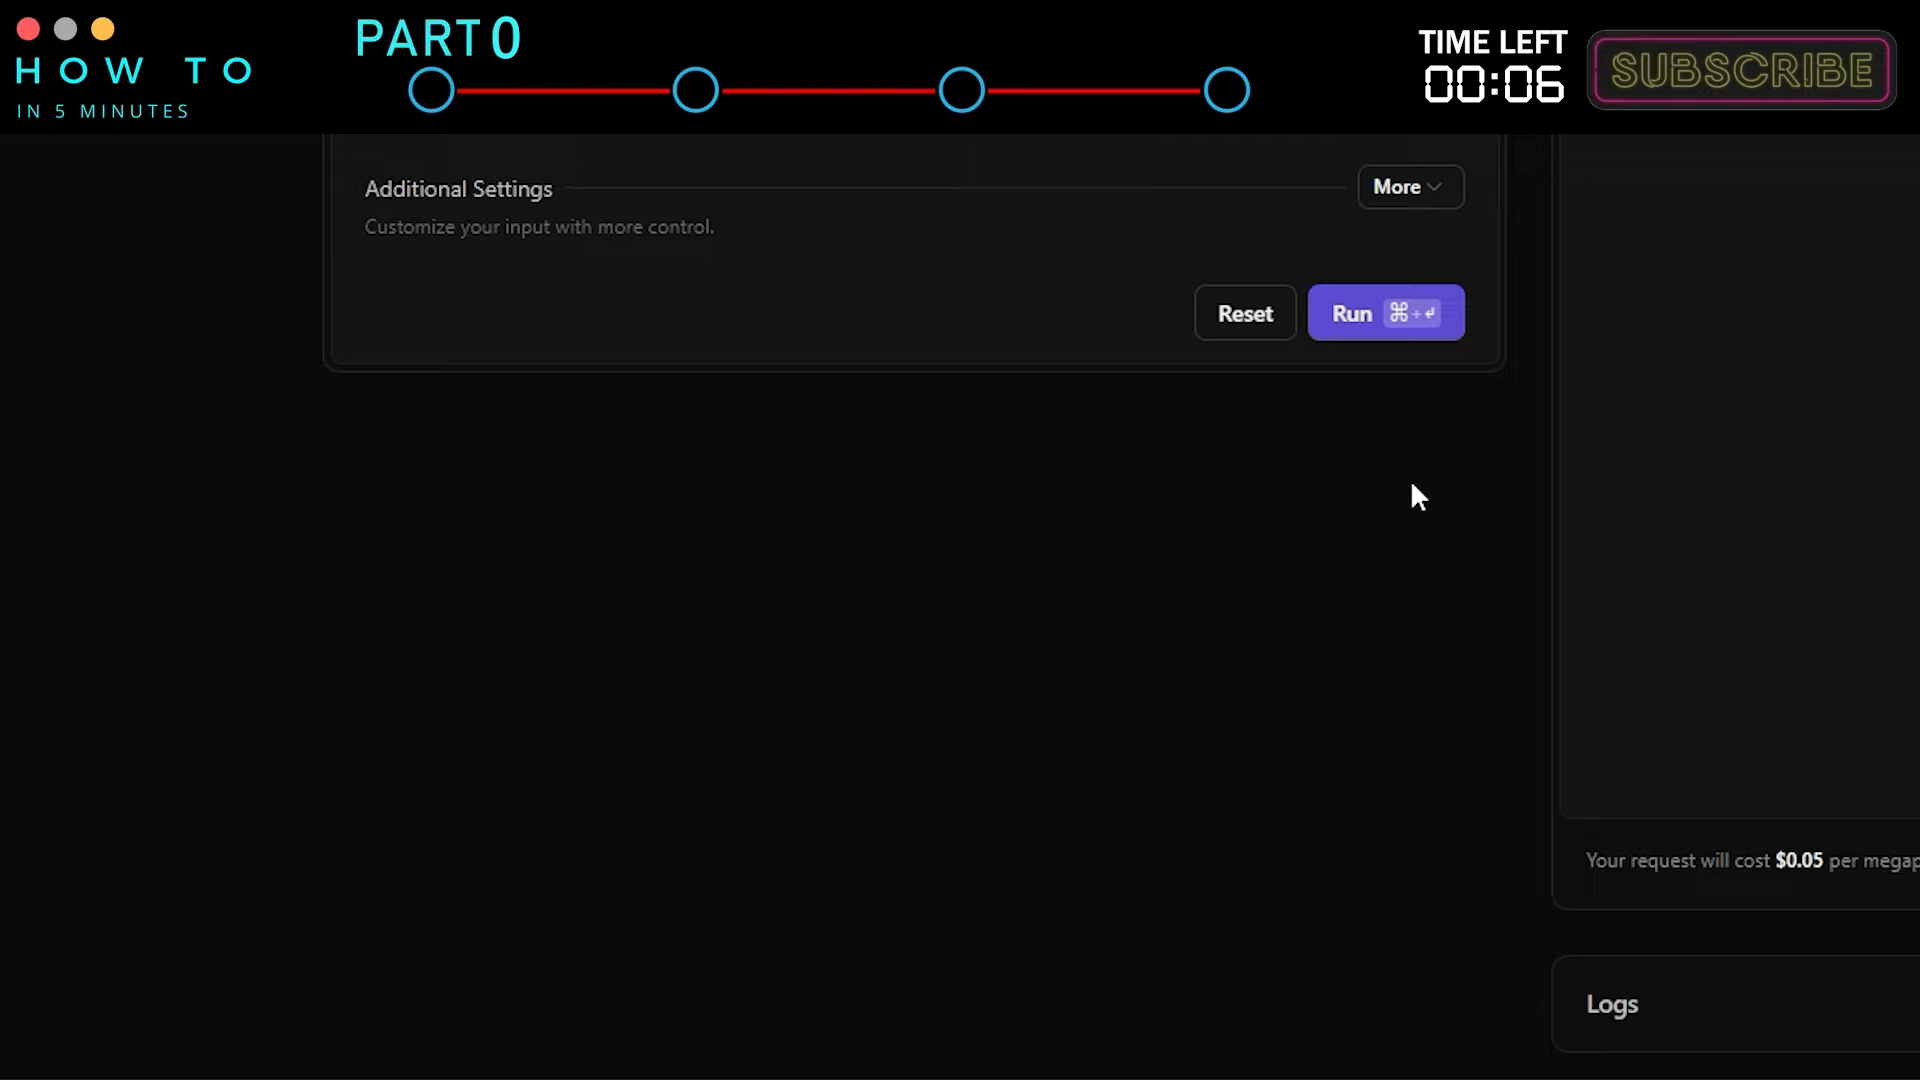 HOW TO
IN 5 MINUTES
PART 0
TIME LEFT
00:06
SUBSCRIBE
Additional Settings
More
Customize your input with more control.
Reset
Run ⌘+↵
Your request will cost $0.05 per
Logs